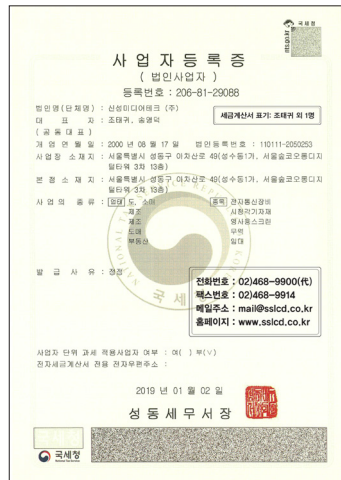 국세청
nts.go.kr
사업자등록증
( 법인사업자 )
등록번호 : 206-81-29088
법인명(단체명) : 신성미디어테크 (주)
대 표 자 : 조태귀, 송영덕
( 공동대표 )
세금계산서 표기: 조태귀 외 1명
개 업 연 월 일 : 2000 년 08 월 17 일 법인등록번호 : 110111-2050253
사업장 소재지 : 서울특별시 성동구 아차산로 49(성수동1가, 서울숲코오롱디지
털타워 3차 13층)
본 점 소 재 지 : 서울특별시 성동구 아차산로 49(성수동1가, 서울숲코오롱디지
털타워 3차 13층)
사 업 의 종 류 : 업태 도, 소매 종목 전자통신장비
제조 시청각기자재
제조 영사용스크린
도매 무역
부동산 임대
발 급 사 유 : 정정
전화번호 : 02)468-9900(代)
팩스번호 : 02)468-9914
메일주소 : mail@sslcd.co.kr
홈페이지 : www.sslcd.co.kr
국세청
사업자 단위 과세 적용사업자 여부 : 여( ) 부(∨)
전자세금계산서 전용 전자우편주소 :
2019 년 01 월 02 일
성동세무서장
국세청
국세청